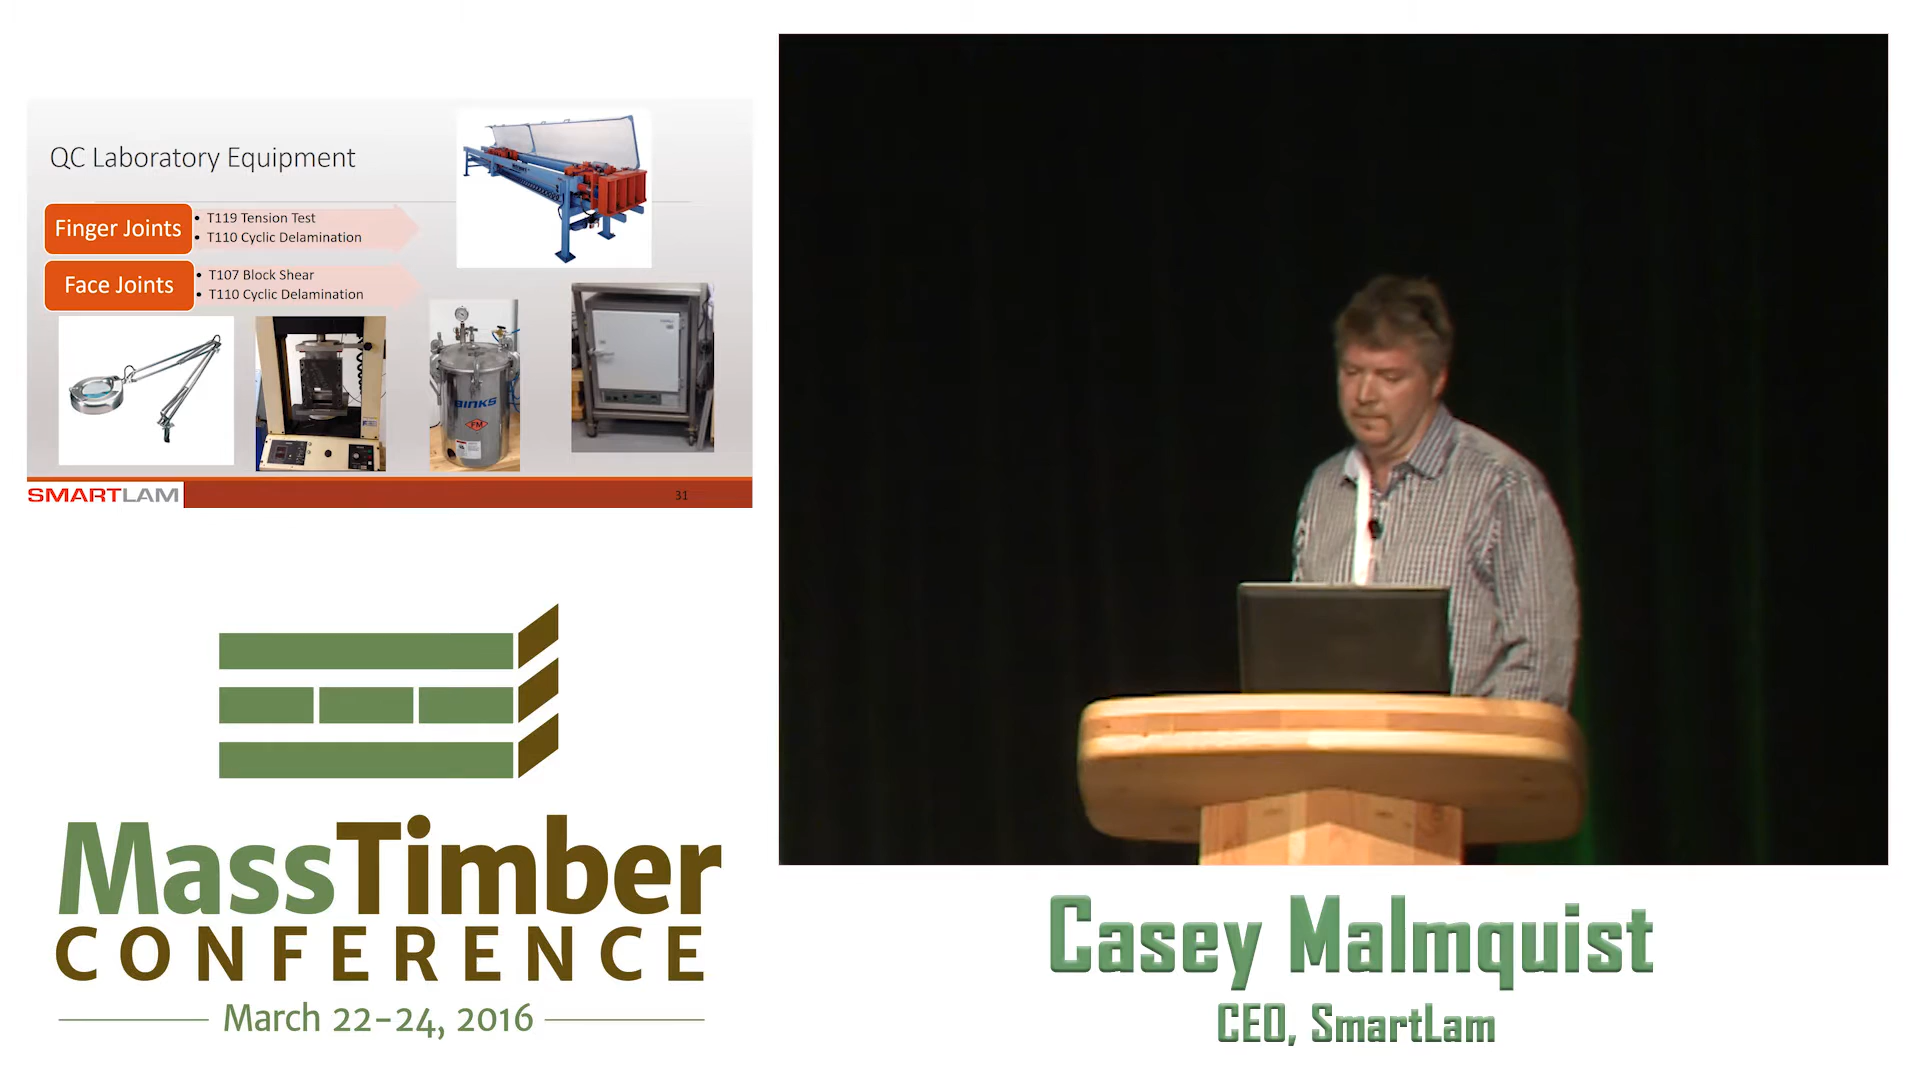 QC Laboratory Equipment
Finger Joints
• T119 Tension Test
• T110 Cyclic Delamination
Face Joints
• T107 Block Shear
• T110 Cyclic Delamination
BINKS
FM
SMARTLAM
31
MassTimber
CONFERENCE
March 22-24, 2016
Casey Malmquist
CEO, SmartLam